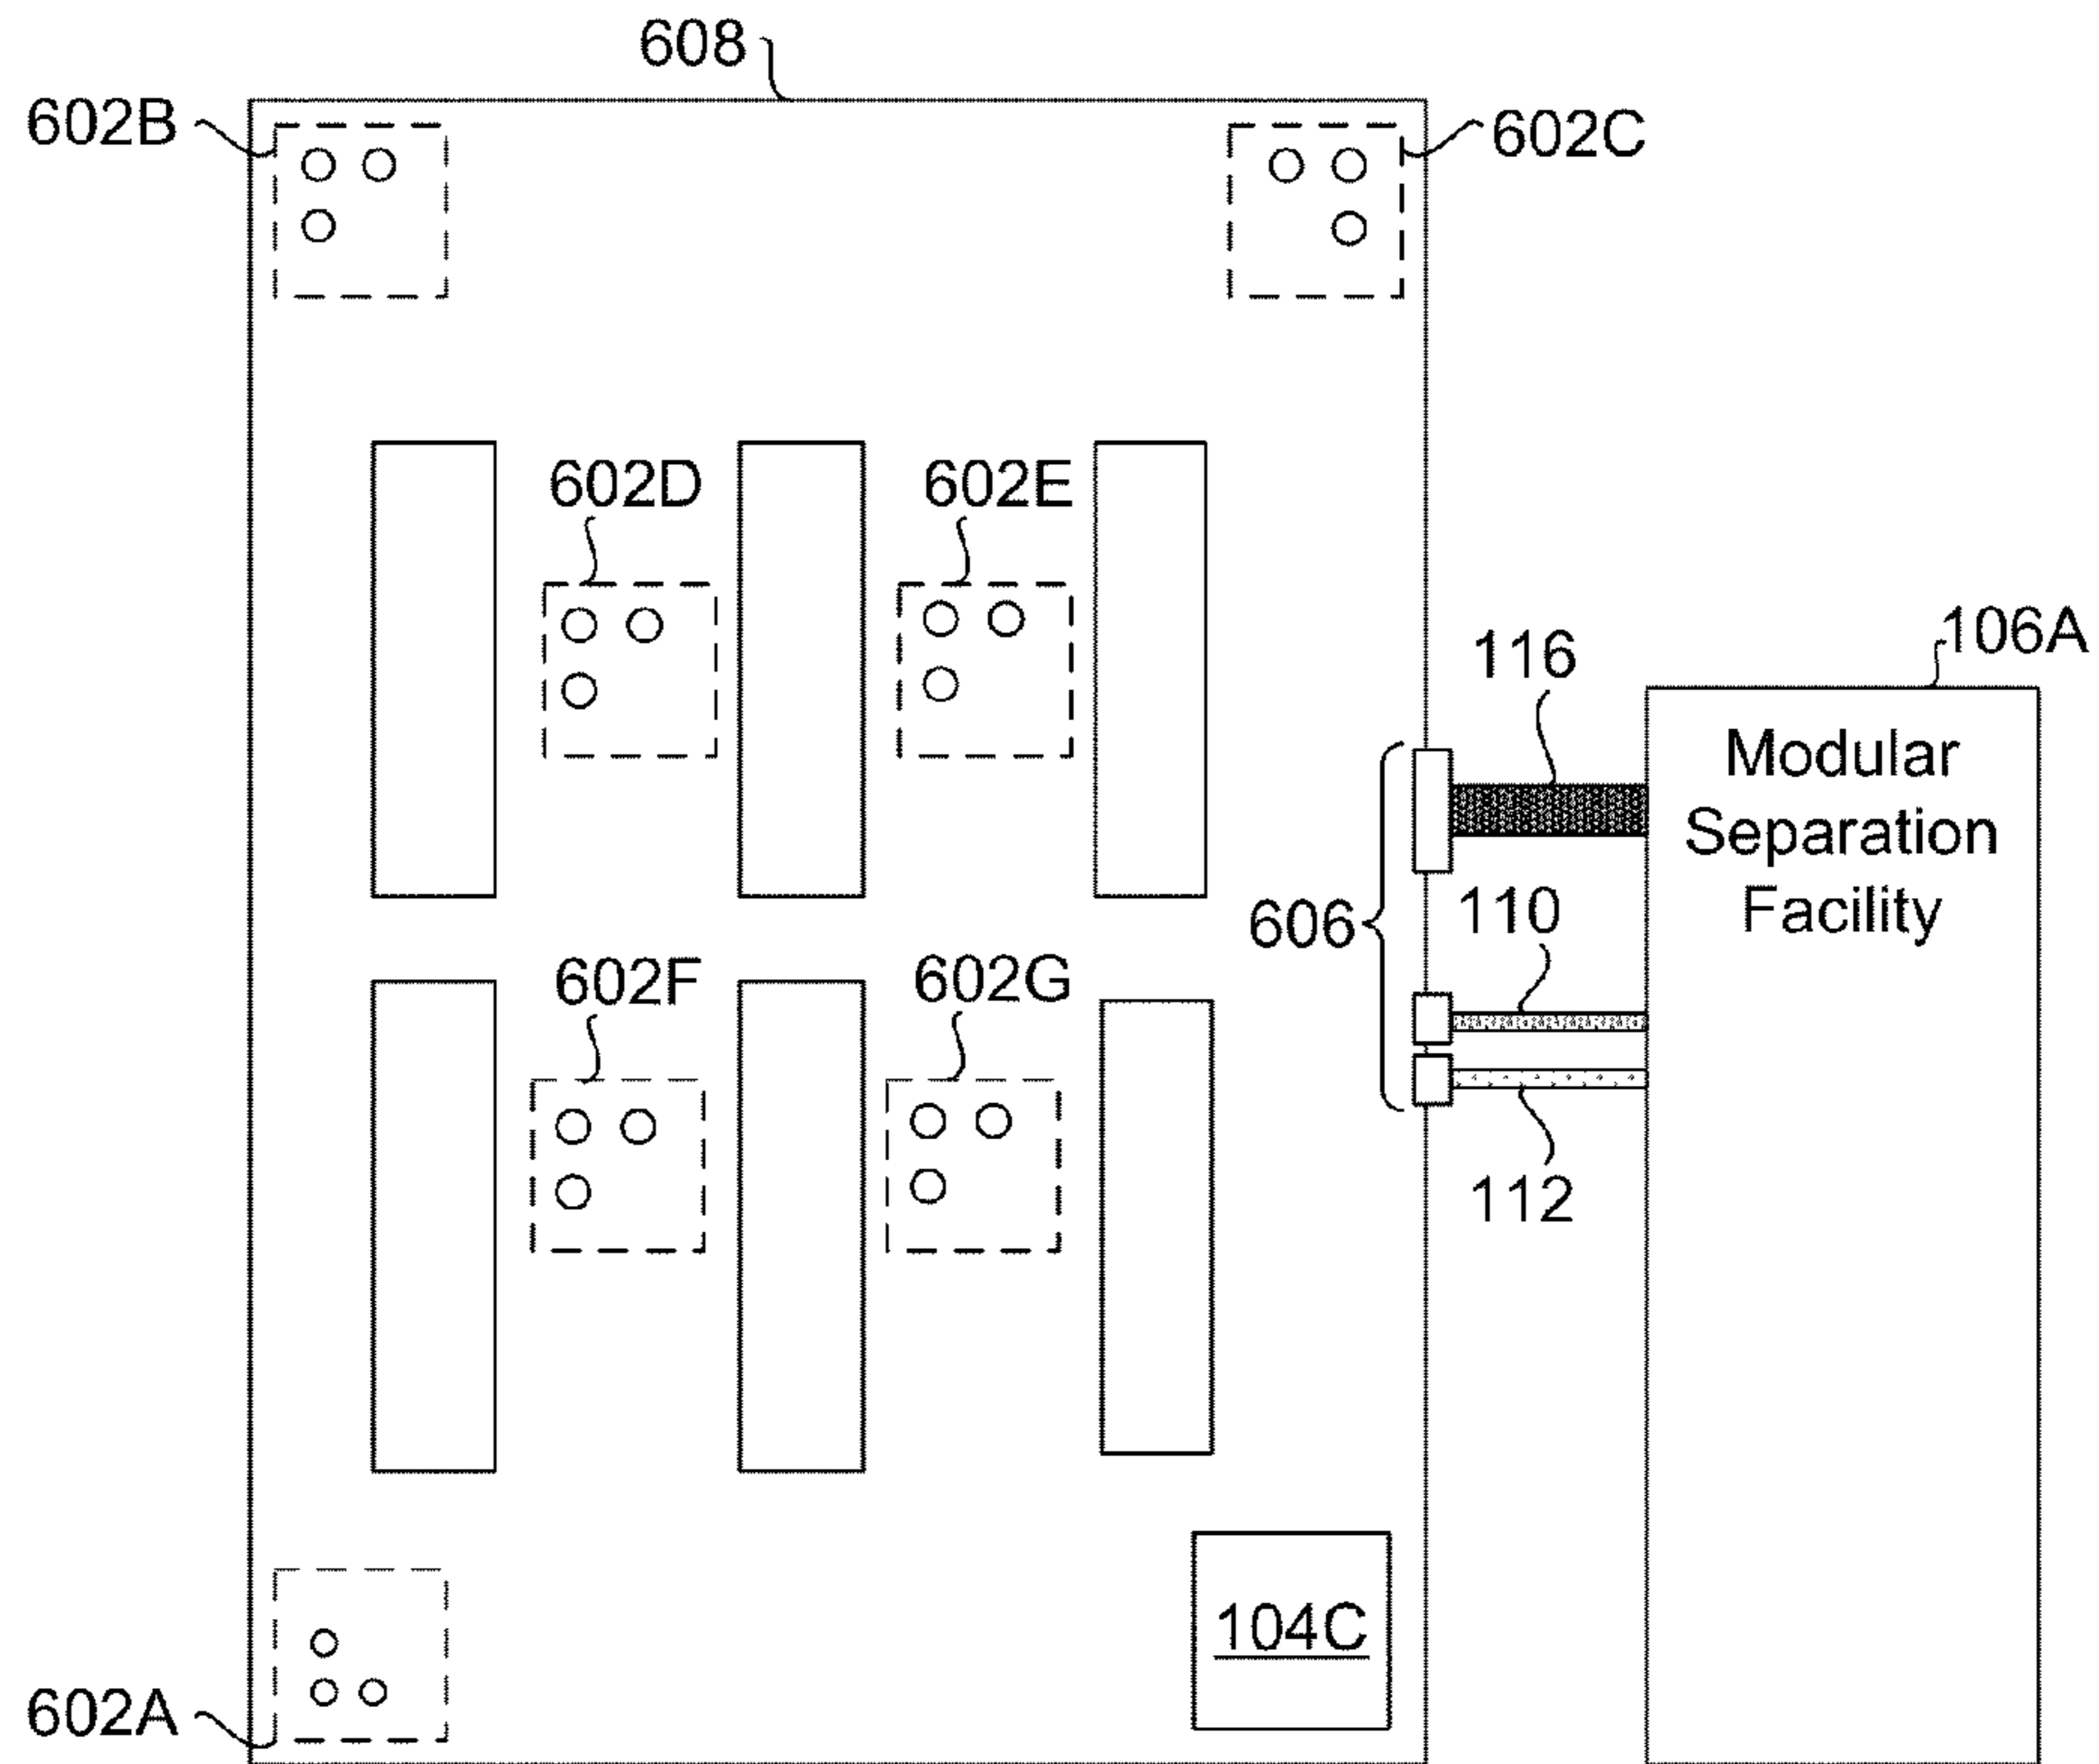 608
602B
602C
602D
602E
116
106A
Modular
Separation
Facility
606
110
602F
602G
112
104C
602A